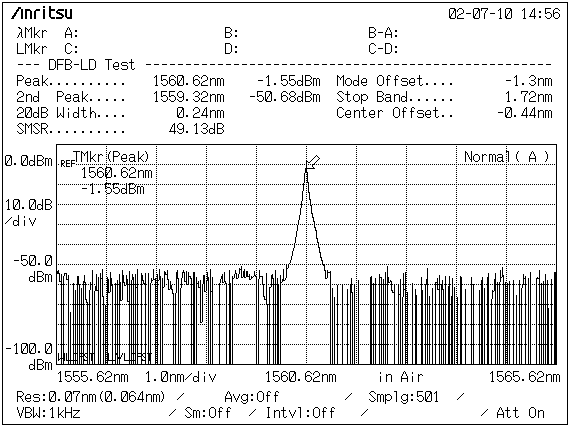 Anritsu 02-07-10 14:56
λMkr A: B: B-A:
LMkr C: D: C-D:
--- DFB-LD Test ---
Peak.......... 1560.62nm -1.55dBm Mode Offset.... -1.3nm
2nd Peak..... 1559.32nm -50.68dBm Stop Band...... 1.72nm
20dB Width.... 0.24nm Center Offset.. -0.44nm
SMSR.......... 49.13dB
0.0dBm REF TMkr(Peak) Normal(A)
1560.62nm
-1.55dBm
10.0dB
/div
-50.0
dBm
-100.0
dBm
1555.62nm 1.0nm/div 1560.62nm in Air 1565.62nm
Res:0.07nm(0.064nm) / Avg:Off / Smplg:501 /
VBW:1kHz / Sm:Off / Intvl:Off / / Att On